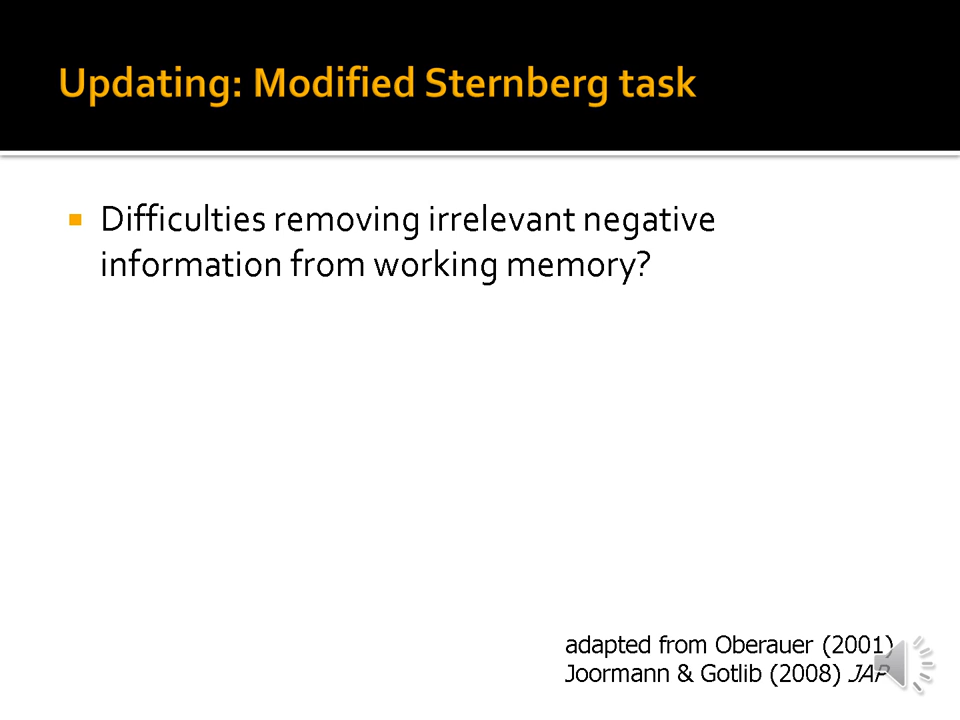 Updating: Modified Sternberg task
Difficulties removing irrelevant negative
information from working memory?
adapted from Oberauer (2001)
Joormann & Gotlib (2008) JAP